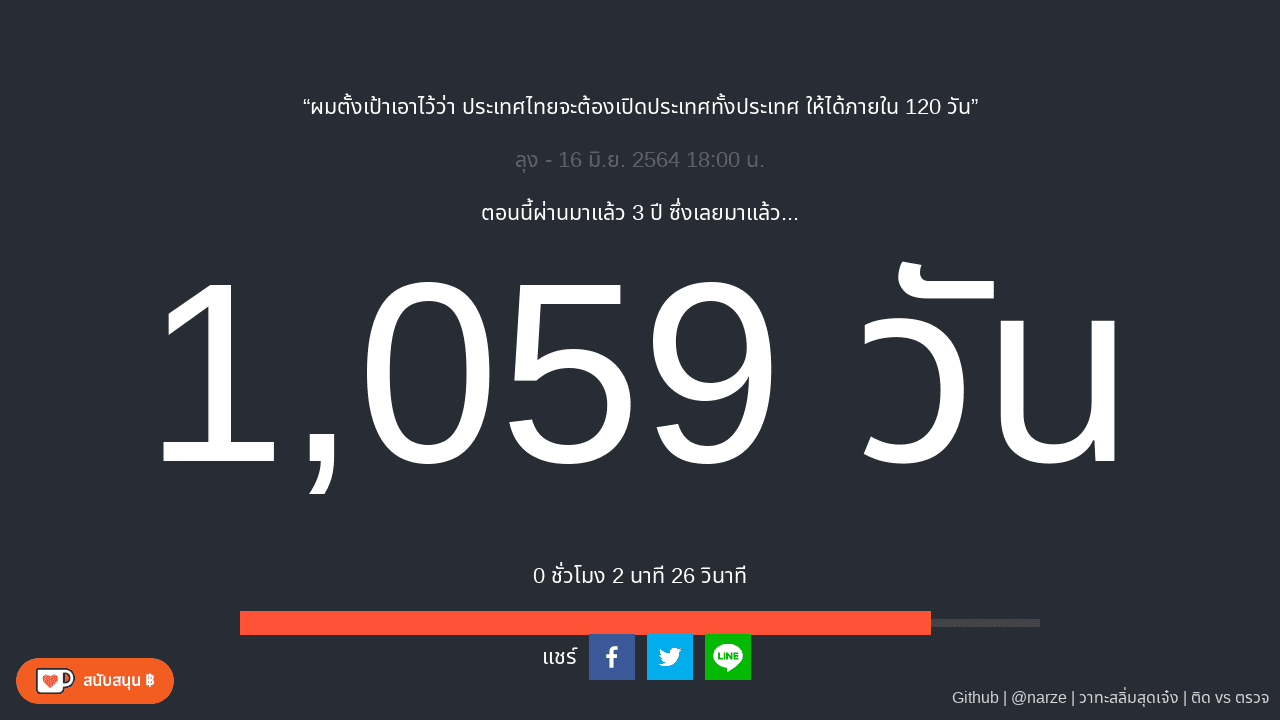 “ผมตั้งเป้าเอาไว้ว่า ประเทศไทยจะต้องเปิดประเทศทั้งประเทศ ให้ได้ภายใน 120 วัน”
ลุง - 16 มิ.ย. 2564 18:00 น.
ตอนนี้ผ่านมาแล้ว 3 ปี ซึ่งเลยมาแล้ว...
1,059 วัน
0 ชั่วโมง 2 นาที 26 วินาที
แชร์
LINE
สนับสนุน ฿
Github | @narze | วาทะสลิ่มสุดเจ๋ง | ติด vs ตรวจ